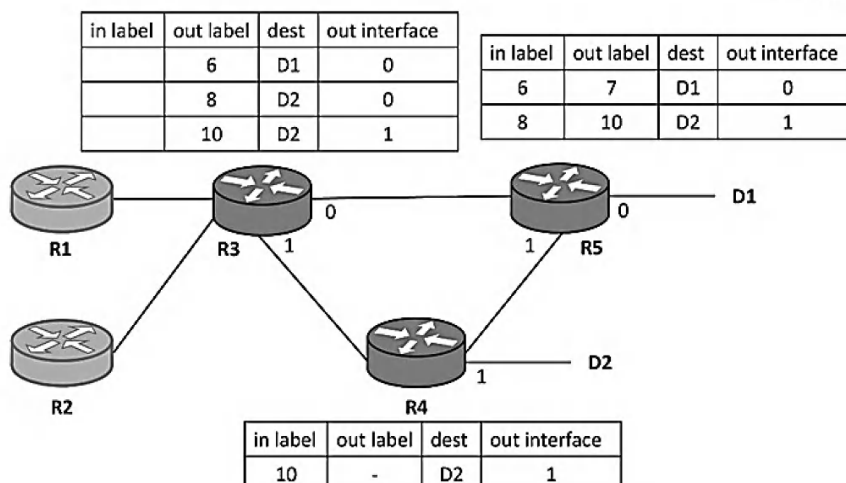 in label out label dest out interface
6 D1 0
8 D2 0
10 D2 1
in label out label dest out interface
6 7 D1 0
8 10 D2 1
R1
R3
0
1
R5
0
1
D1
R2
R4
1
D2
in label out label dest out interface
10 - D2 1